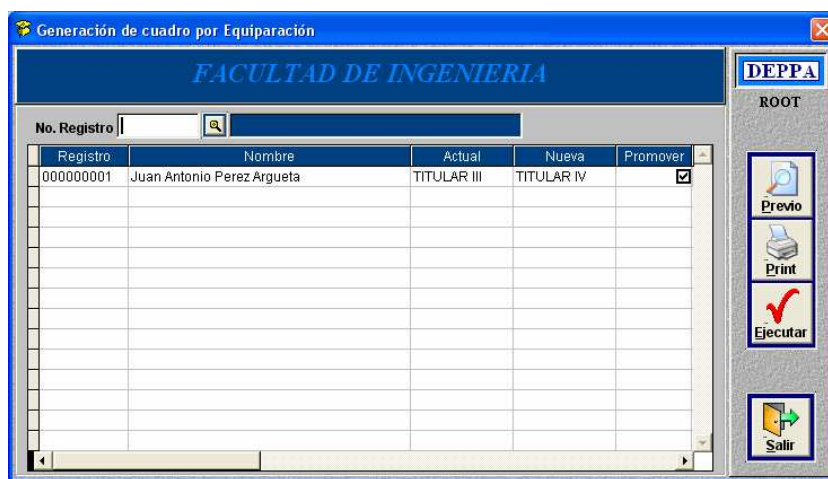 Generación de cuadro por Equiparación
FACULTAD DE INGENIERIA
DEPPA
ROOT
No. Registro
Registro Nombre Actual Nueva Promover
000000001 Juan Antonio Perez Argueta TITULAR III TITULAR IV
Previo
Print
Ejecutar
Salir